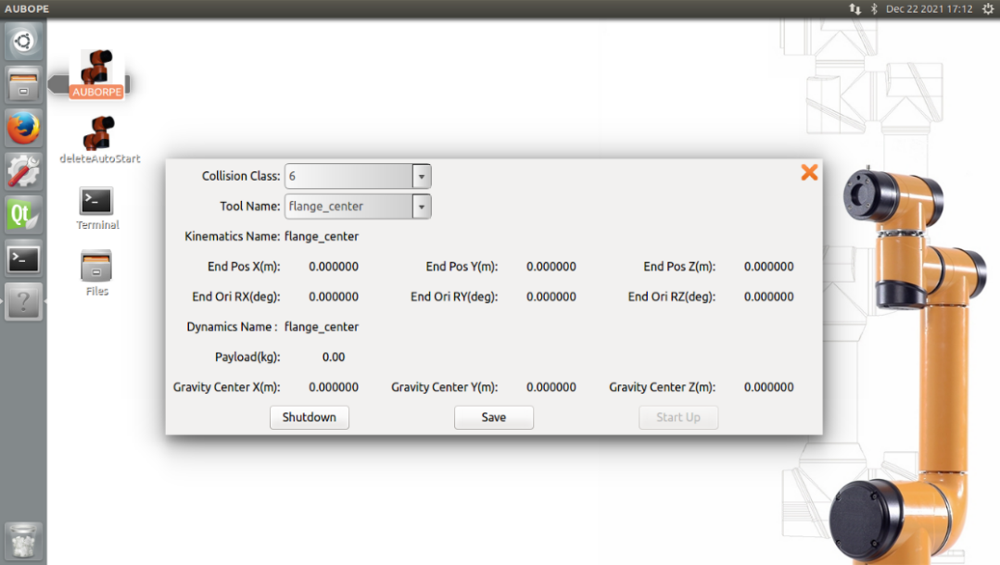 AUBOPE
Dec 22 2021 17:12
AUBORPE
deleteAutoStart
Terminal
Files
Qt
Collision Class: 6
Tool Name: flange_center
Kinematics Name: flange_center
End Pos X(m): 0.000000 End Pos Y(m): 0.000000 End Pos Z(m): 0.000000
End Ori RX(deg): 0.000000 End Ori RY(deg): 0.000000 End Ori RZ(deg): 0.000000
Dynamics Name : flange_center
Payload(kg): 0.00
Gravity Center X(m): 0.000000 Gravity Center Y(m): 0.000000 Gravity Center Z(m): 0.000000
Shutdown Save Start Up